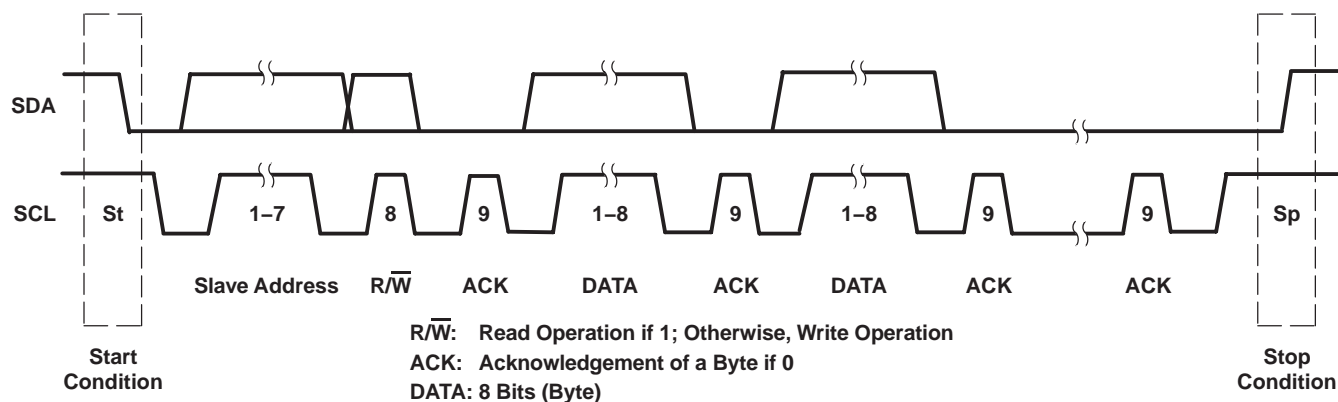 SDA
SCL
St
1–7
8
9
1–8
9
1–8
9
9
Sp
Slave Address
R/W̅
ACK
DATA
ACK
DATA
ACK
ACK
R/W̅: Read Operation if 1; Otherwise, Write Operation
ACK: Acknowledgement of a Byte if 0
DATA: 8 Bits (Byte)
Start
Condition
Stop
Condition